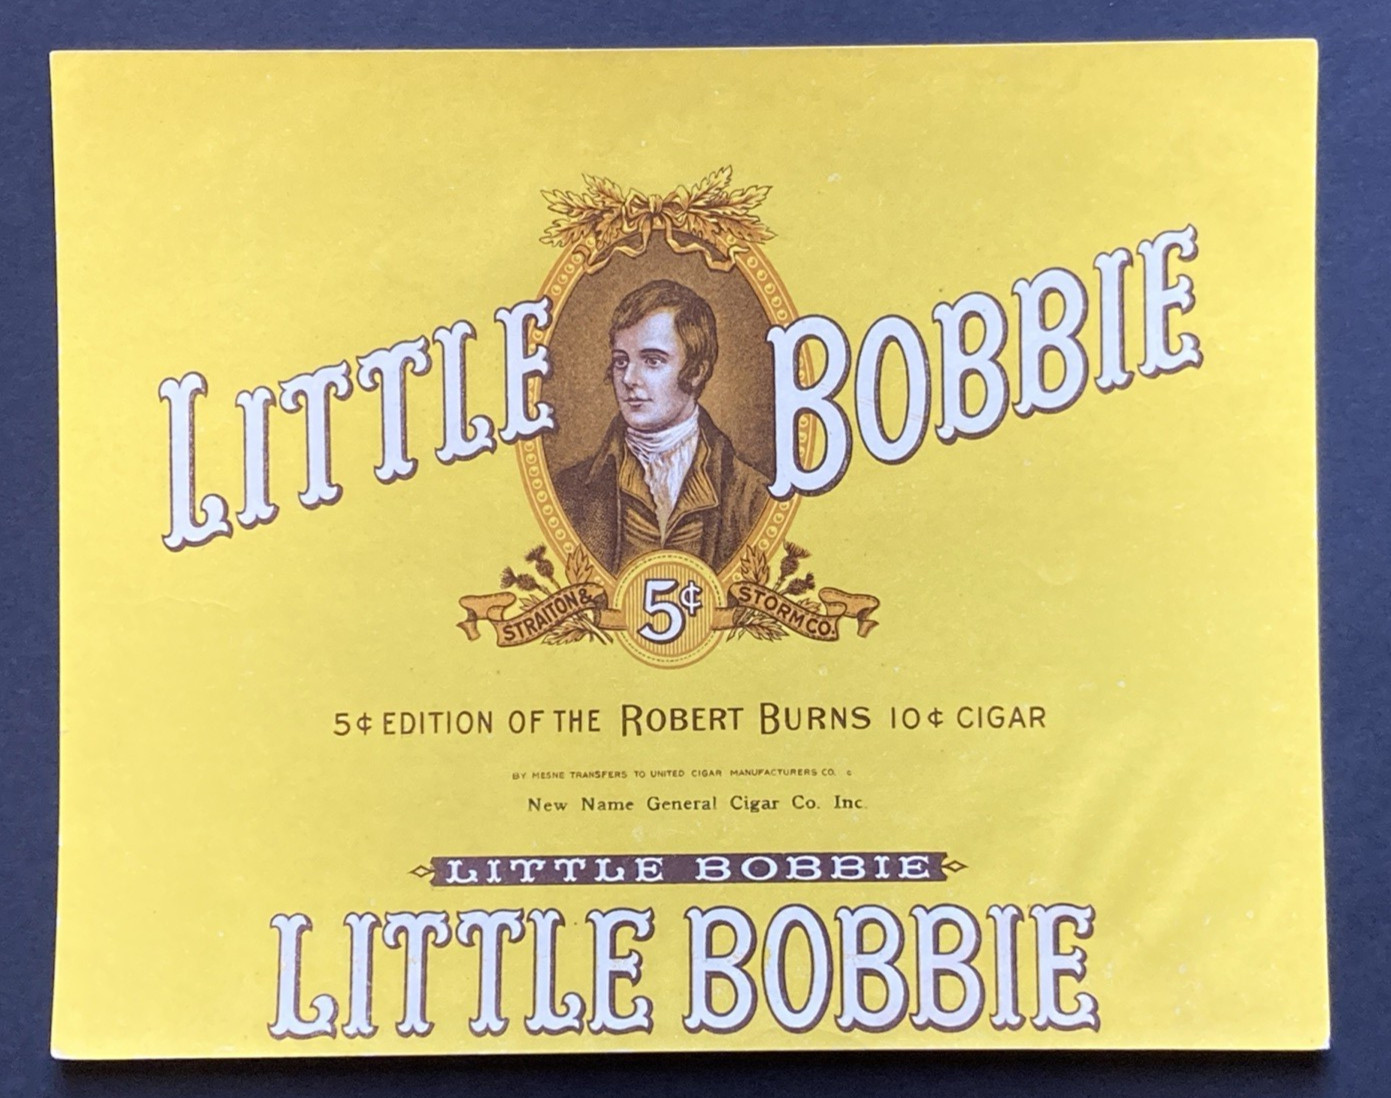 LITTLE BOBBIE
STRAITON & 5¢ STORM CO.
5¢ EDITION OF THE ROBERT BURNS 10¢ CIGAR
BY MESNE TRANSFERS TO UNITED CIGAR MANUFACTURERS CO.
New Name General Cigar Co. Inc.
LITTLE BOBBIE
LITTLE BOBBIE